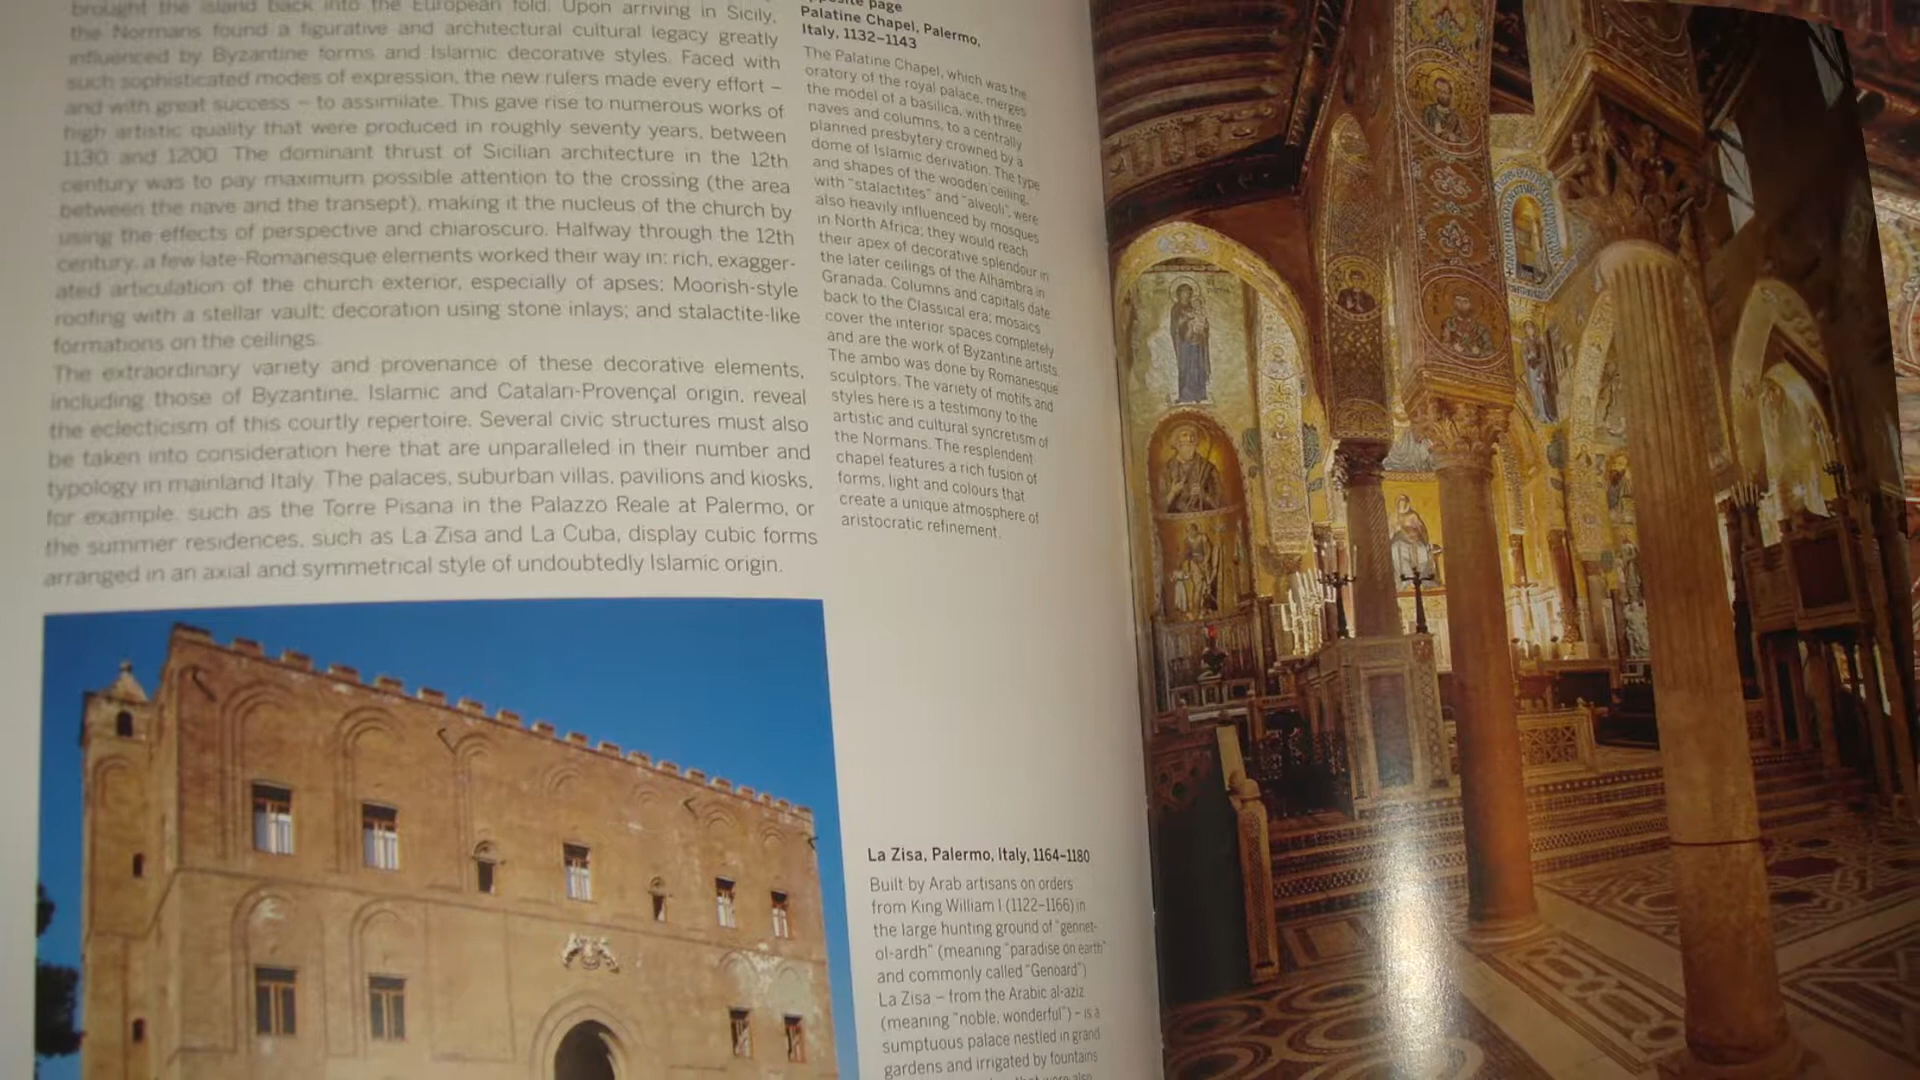 brought the island back into the European fold. Upon arriving in Sicily,
the Normans found a figurative and architectural cultural legacy greatly
influenced by Byzantine forms and Islamic decorative styles. Faced with
such sophisticated modes of expression, the new rulers made every effort –
and with great success – to assimilate. This gave rise to numerous works of
high artistic quality that were produced in roughly seventy years, between
1130 and 1200. The dominant thrust of Sicilian architecture in the 12th
century was to pay maximum possible attention to the crossing (the area
between the nave and the transept), making it the nucleus of the church by
using the effects of perspective and chiaroscuro. Halfway through the 12th
century, a few late-Romanesque elements worked their way in: rich, exagger-
ated articulation of the church exterior, especially of apses; Moorish-style
roofing with a stellar vault; decoration using stone inlays; and stalactite-like
formations on the ceilings.
The extraordinary variety and provenance of these decorative elements,
including those of Byzantine, Islamic and Catalan-Provençal origin, reveal
the eclecticism of this courtly repertoire. Several civic structures must also
be taken into consideration here that are unparalleled in their number and
typology in mainland Italy. The palaces, suburban villas, pavilions and kiosks,
for example, such as the Torre Pisana in the Palazzo Reale at Palermo, or
the summer residences, such as La Zisa and La Cuba, display cubic forms
arranged in an axial and symmetrical style of undoubtedly Islamic origin.
page
Palatine Chapel, Palermo,
Italy, 1132–1143
The Palatine Chapel, which was the
oratory of the royal palace, merges
the model of a basilica, with three
naves and columns, to a centrally
planned presbytery crowned by a
dome of Islamic derivation. The type
and shapes of the wooden ceiling,
with "stalactites" and "alveoli", were
also heavily influenced by mosques
in North Africa; they would reach
their apex of decorative splendour in
the later ceilings of the Alhambra in
Granada. Columns and capitals date
back to the Classical era; mosaics
cover the interior spaces completely
and are the work of Byzantine artists.
The ambo was done by Romanesque
sculptors. The variety of motifs and
styles here is a testimony to the
artistic and cultural syncretism of
the Normans. The resplendent
chapel features a rich fusion of
forms, light and colours that
create a unique atmosphere of
aristocratic refinement.
La Zisa, Palermo, Italy, 1164–1180
Built by Arab artisans on orders
from King William I (1122–1166) in
the large hunting ground of "gennet-
ol-ardh" (meaning "paradise on earth"
and commonly called "Genoard")
La Zisa – from the Arabic al-aziz
(meaning "noble, wonderful") – is a
sumptuous palace nestled in grand
gardens and irrigated by fountains